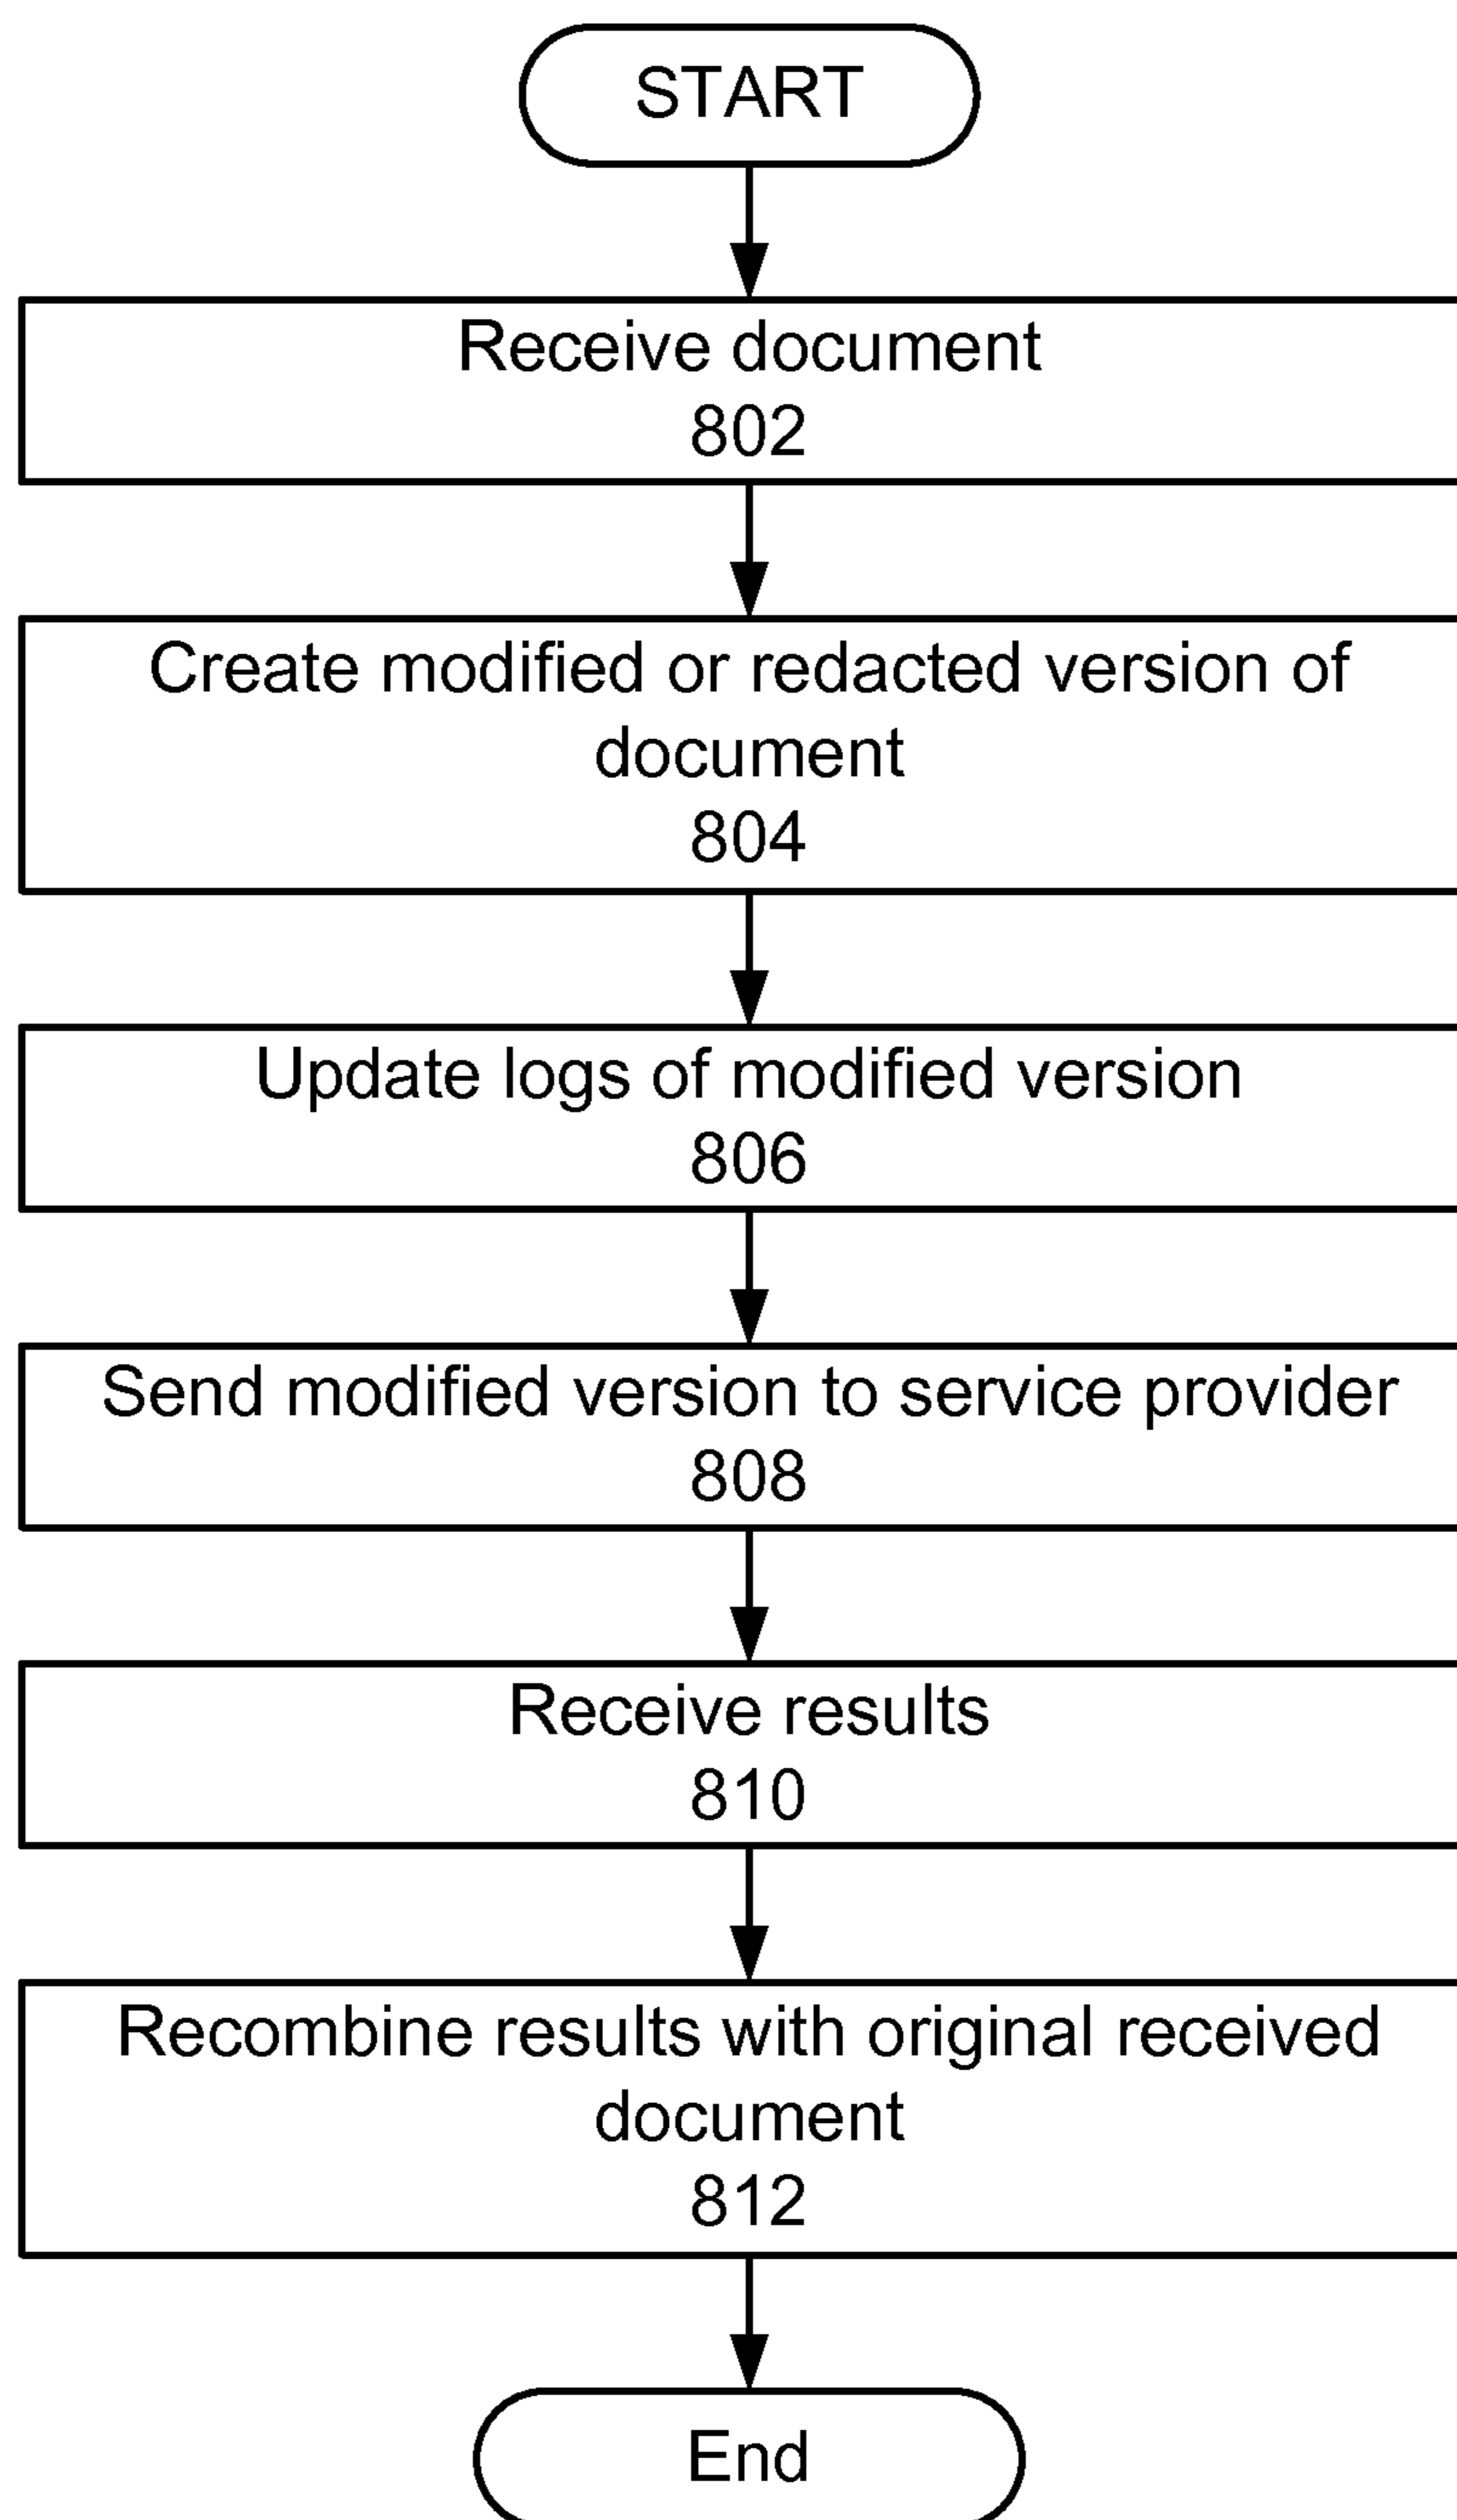 START
Receive document
802
Create modified or redacted version of
document
804
Update logs of modified version
806
Send modified version to service provider
808
Receive results
810
Recombine results with original received
document
812
End